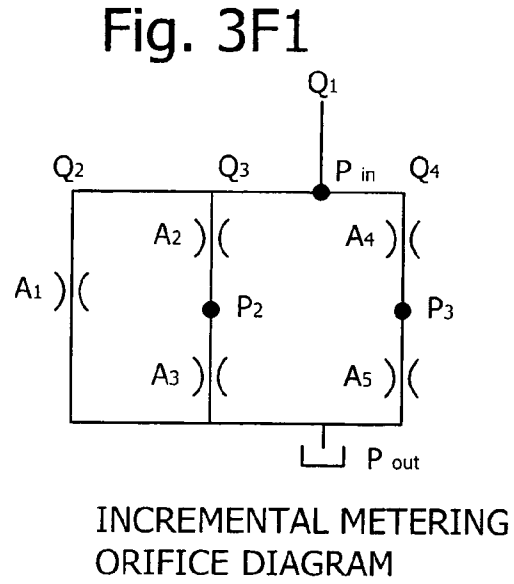 Fig. 3F1
Q1
Q2 Q3 P in Q4
A2 A4
A1 P2 P3
A3 A5
P out
INCREMENTAL METERING
ORIFICE DIAGRAM